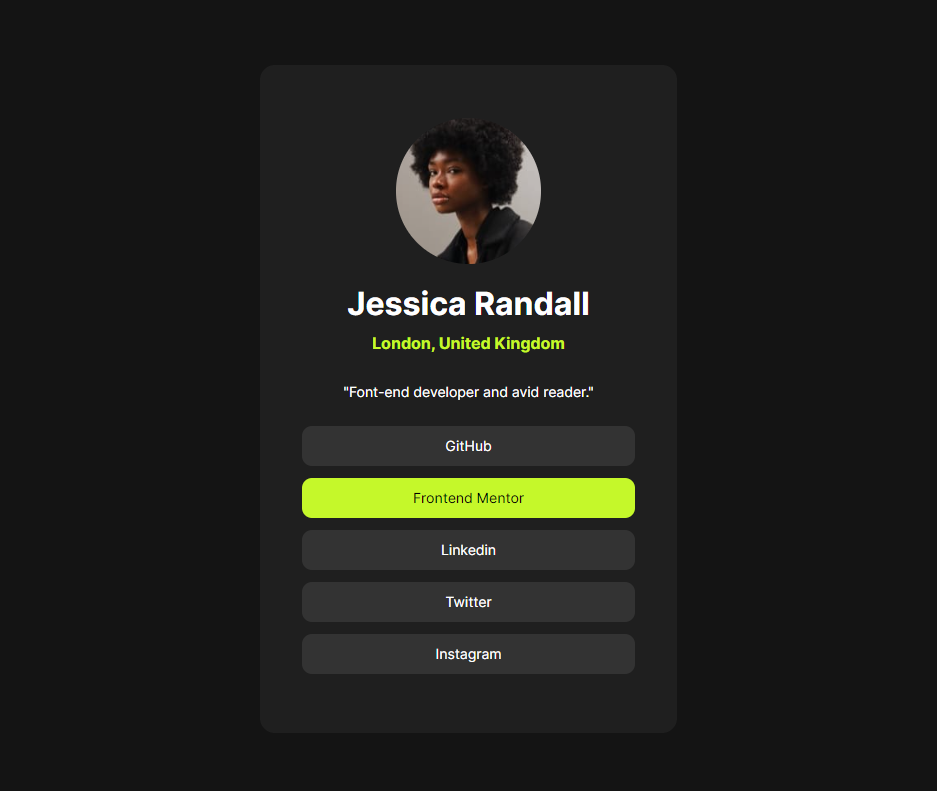 Jessica Randall
London, United Kingdom
"Font-end developer and avid reader."
GitHub
Frontend Mentor
Linkedin
Twitter
Instagram